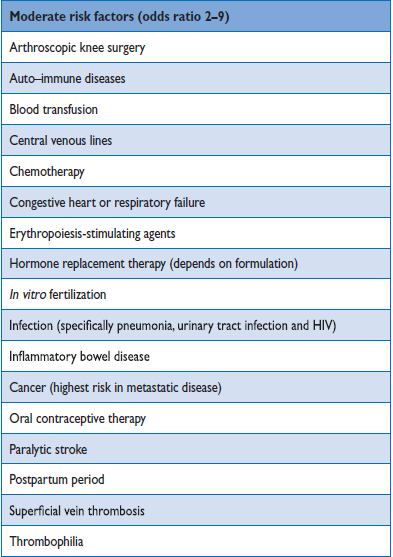 Moderate risk factors (odds ratio 2–9)
Arthroscopic knee surgery
Auto–immune diseases
Blood transfusion
Central venous lines
Chemotherapy
Congestive heart or respiratory failure
Erythropoiesis-stimulating agents
Hormone replacement therapy (depends on formulation)
In vitro fertilization
Infection (specifically pneumonia, urinary tract infection and HIV)
Inflammatory bowel disease
Cancer (highest risk in metastatic disease)
Oral contraceptive therapy
Paralytic stroke
Postpartum period
Superficial vein thrombosis
Thrombophilia